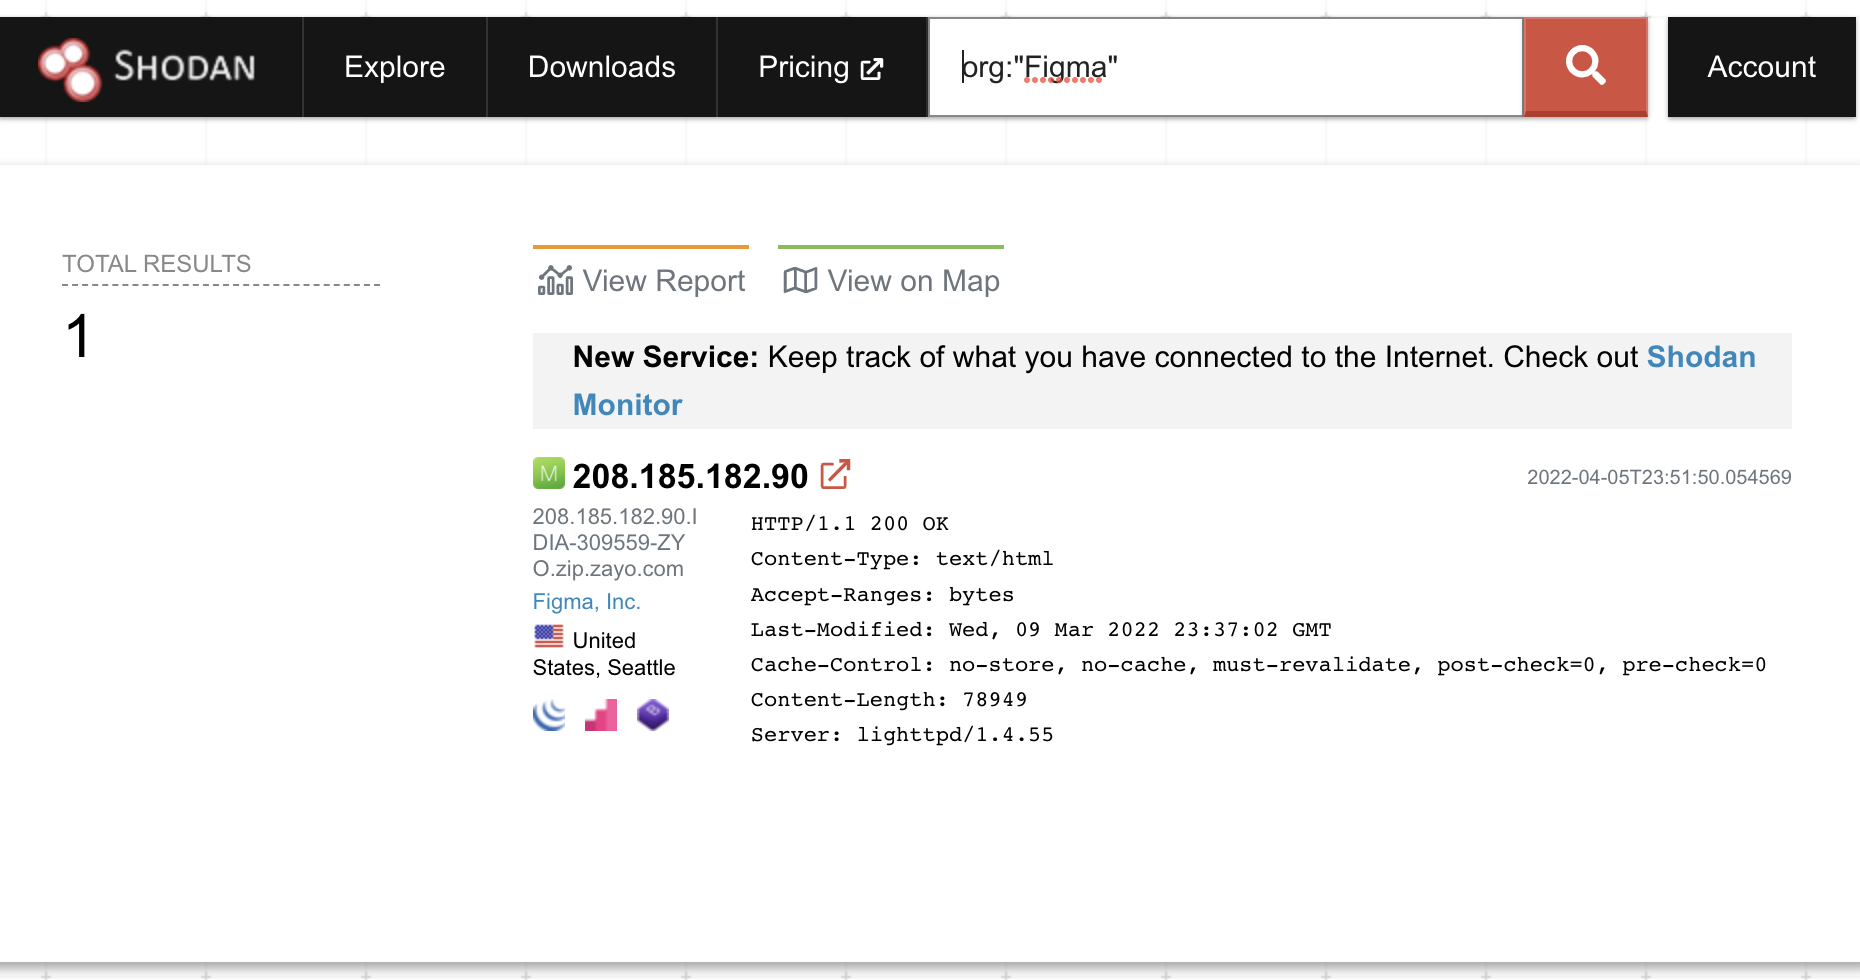 SHODAN
Explore
Downloads
Pricing
org:"Figma"
Account
TOTAL RESULTS
1
View Report
View on Map
New Service: Keep track of what you have connected to the Internet. Check out Shodan
Monitor
M
208.185.182.90
2022-04-05T23:51:50.054569
208.185.182.90.I
DIA-309559-ZY
O.zip.zayo.com
Figma, Inc.
United
States, Seattle
HTTP/1.1 200 OK
Content-Type: text/html
Accept-Ranges: bytes
Last-Modified: Wed, 09 Mar 2022 23:37:02 GMT
Cache-Control: no-store, no-cache, must-revalidate, post-check=0, pre-check=0
Content-Length: 78949
Server: lighttpd/1.4.55